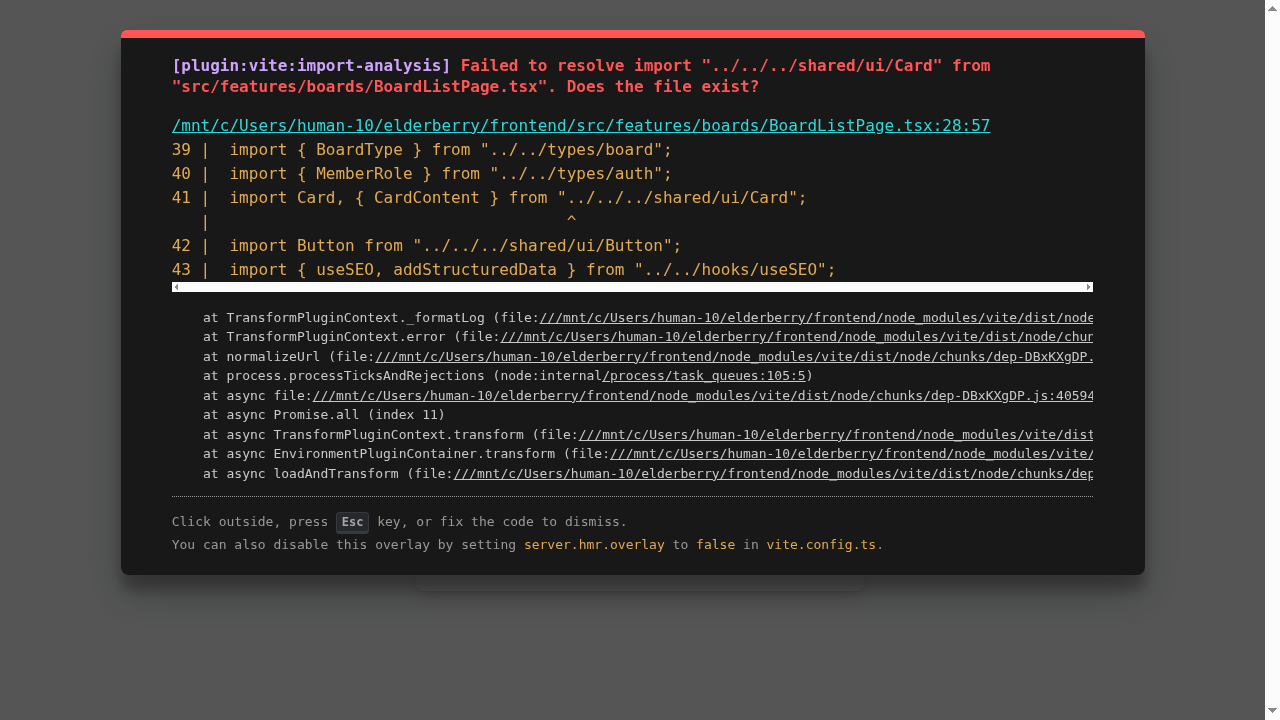 [plugin:vite:import-analysis] Failed to resolve import "../../../shared/ui/Card" from
"src/features/boards/BoardListPage.tsx". Does the file exist?
/mnt/c/Users/human-10/elderberry/frontend/src/features/boards/BoardListPage.tsx:28:57
39 |  import { BoardType } from "../../types/board";
40 |  import { MemberRole } from "../../types/auth";
41 |  import Card, { CardContent } from "../../../shared/ui/Card";
   |                                     ^
42 |  import Button from "../../../shared/ui/Button";
43 |  import { useSEO, addStructuredData } from "../../hooks/useSEO";
at TransformPluginContext._formatLog (file:///mnt/c/Users/human-10/elderberry/frontend/node_modules/vite/dist/node
at TransformPluginContext.error (file:///mnt/c/Users/human-10/elderberry/frontend/node_modules/vite/dist/node/chun
at normalizeUrl (file:///mnt/c/Users/human-10/elderberry/frontend/node_modules/vite/dist/node/chunks/dep-DBxKXgDP.
at process.processTicksAndRejections (node:internal/process/task_queues:105:5)
at async file:///mnt/c/Users/human-10/elderberry/frontend/node_modules/vite/dist/node/chunks/dep-DBxKXgDP.js:40594
at async Promise.all (index 11)
at async TransformPluginContext.transform (file:///mnt/c/Users/human-10/elderberry/frontend/node_modules/vite/dist
at async EnvironmentPluginContainer.transform (file:///mnt/c/Users/human-10/elderberry/frontend/node_modules/vite/
at async loadAndTransform (file:///mnt/c/Users/human-10/elderberry/frontend/node_modules/vite/dist/node/chunks/dep
Click outside, press Esc key, or fix the code to dismiss.
You can also disable this overlay by setting server.hmr.overlay to false in vite.config.ts.